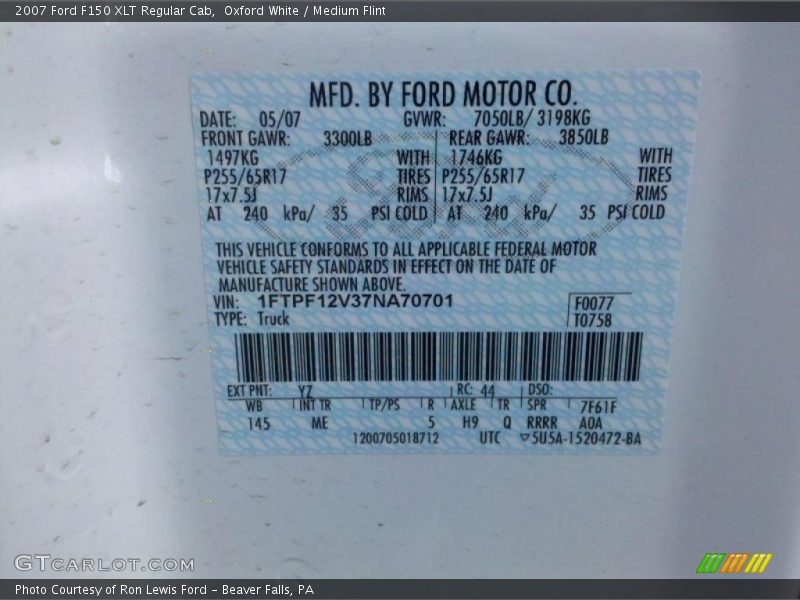 2007 Ford F150 XLT Regular Cab,  Oxford White / Medium Flint
MFD. BY FORD MOTOR CO.
DATE: 05/07 GVWR: 7050LB/ 3198KG
FRONT GAWR: 3300LB REAR GAWR: 3850LB
1497KG WITH 1746KG WITH
P255/65R17 TIRES P255/65R17 TIRES
17x7.5J RIMS 17x7.5J RIMS
AT 240 kPa/ 35 PSI COLD AT 240 kPa/ 35 PSI COLD
THIS VEHICLE CONFORMS TO ALL APPLICABLE FEDERAL MOTOR
VEHICLE SAFETY STANDARDS IN EFFECT ON THE DATE OF
MANUFACTURE SHOWN ABOVE.
VIN: 1FTPF12V37NA70701 F0077
TYPE: Truck T0758
EXT PNT: YZ RC: 44 DSO:
WB INT TR TP/PS R AXLE TR SPR 7F61F
145 ME 5 H9 Q RRRR A0A
1200705018712 UTC ▽5U5A-1520472-BA
GTCARLOT.COM
Photo Courtesy of Ron Lewis Ford - Beaver Falls, PA